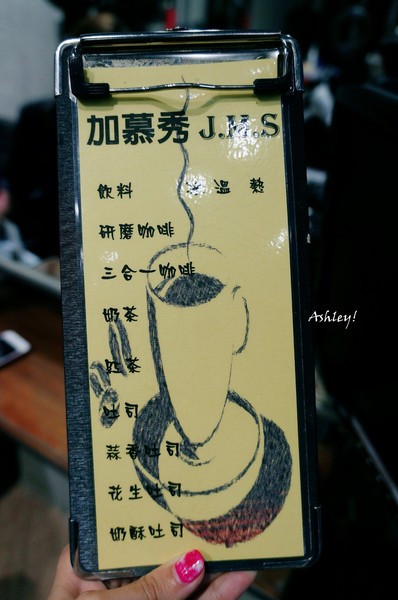 加慕秀 J.M.S
飲料 冰 溫 熱
研磨咖啡
三合一咖啡
奶茶
紅茶
吐司
蒜香吐司
花生吐司
奶酥吐司
Ashley!